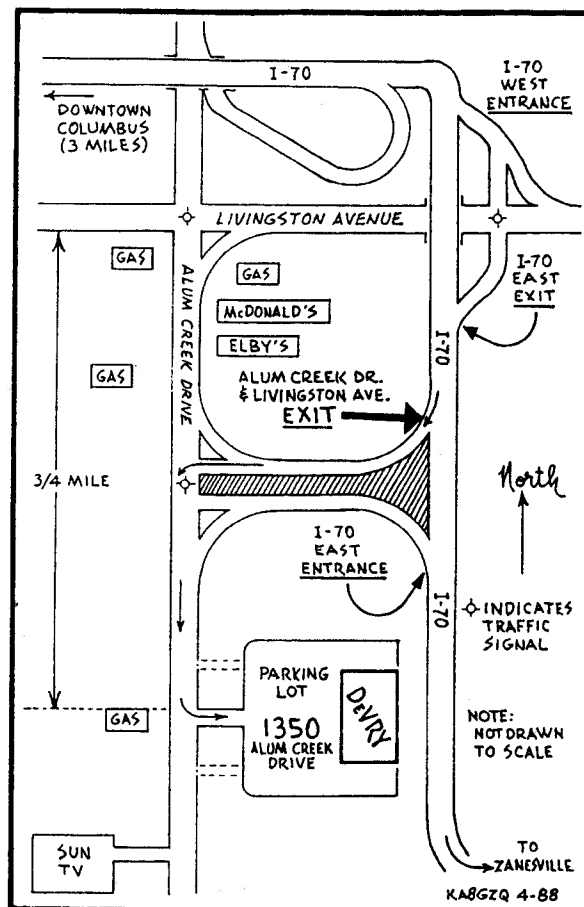 I-70
I-70
WEST
ENTRANCE
DOWNTOWN
COLUMBUS
(3 MILES)
LIVINGSTON AVENUE
GAS
GAS
McDONALD'S
ELBY'S
ALUM CREEK DRIVE
I-70
EAST
EXIT
I-70
GAS
ALUM CREEK DR.
& LIVINGSTON AVE.
EXIT
3/4 MILE
North
I-70
EAST
ENTRANCE
I-70
INDICATES
TRAFFIC
SIGNAL
PARKING
LOT
1350
ALUM CREEK
DRIVE
DeVRY
GAS
NOTE:
NOT DRAWN
TO SCALE
SUN
TV
TO
ZANESVILLE
KA8GZQ 4-88